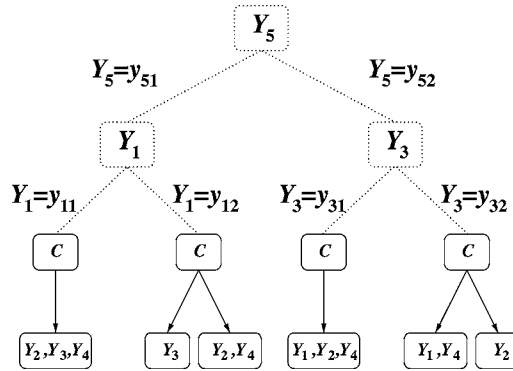 Y5
Y5=y51 Y5=y52
Y1 Y3
Y1=y11 Y1=y12 Y3=y31 Y3=y32
C C C C
Y2,Y3,Y4 Y3 Y2,Y4 Y1,Y2,Y4 Y1,Y4 Y2